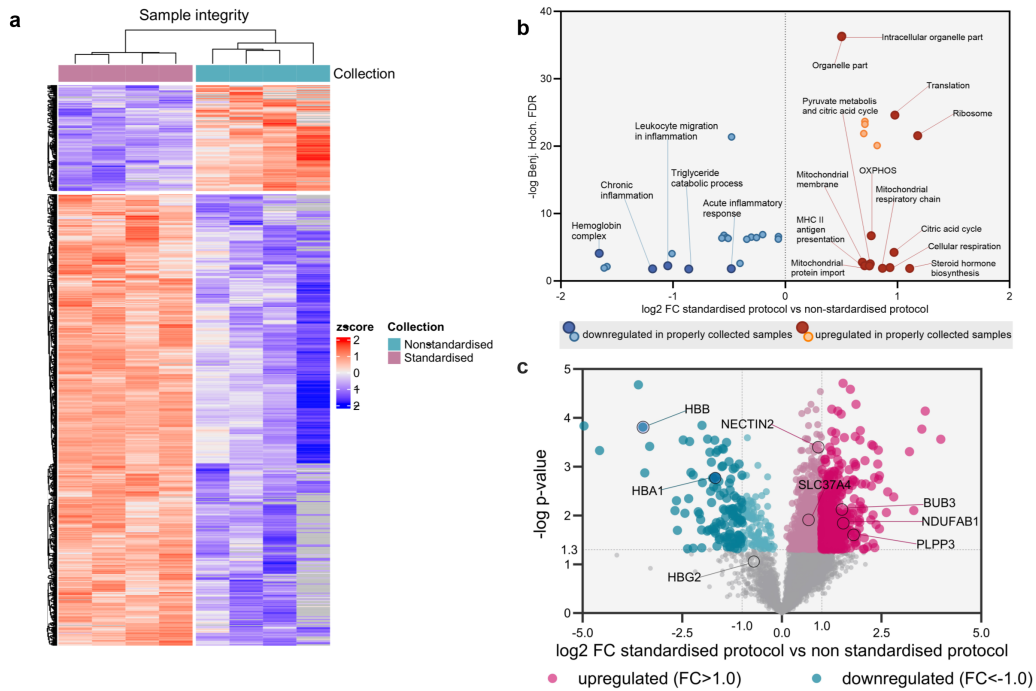 a
Sample integrity
Collection
zscore
2
1
0
1
2
Collection
Nonstandardised
Standardised
b
40
30
20
10
0
-log Benj. Hoch. FDR
Intracellular organelle part
Organelle part
Translation
Pyruvate metabolis
and citric acid cycle
Ribosome
Leukocyte migration
in inflammation
Triglyceride
catabolic process
Chronic
inflammation
Acute inflammatory
response
Hemoglobin
complex
OXPHOS
Mitochondrial
membrane
Mitochondrial
respiratory chain
MHC II
antigen
presentation
Citric acid cycle
Cellular respiration
Mitochondrial
protein import
Steroid hormone
biosynthesis
-2
-1
0
1
2
log2 FC standardised protocol vs non-stardardised protocol
downregulated in properly collected samples
upregulated in properly collected samples
c
5
4
3
2
1.3
1
0
-log p-value
HBB
NECTIN2
HBA1
SLC37A4
BUB3
NDUFAB1
PLPP3
HBG2
-5.0
-2.5
-1.0
0.0
1.0
2.5
5.0
log2 FC standardised protocol vs non standardised protocol
upregulated (FC>1.0)
downregulated (FC<-1.0)